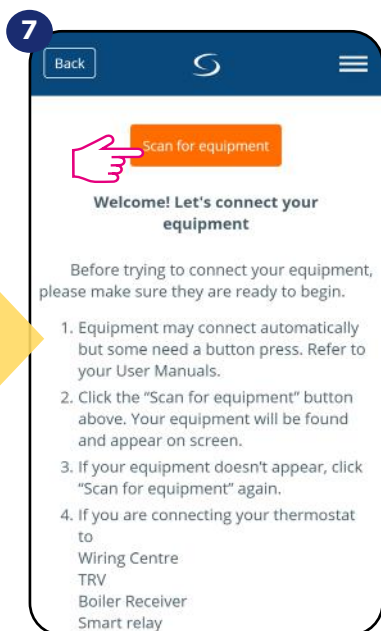 7
Back
Scan for equipment
Welcome! Let's connect your
equipment
Before trying to connect your equipment,
please make sure they are ready to begin.
1. Equipment may connect automatically
but some need a button press. Refer to
your User Manuals.
2. Click the “Scan for equipment” button
above. Your equipment will be found
and appear on screen.
3. If your equipment doesn't appear, click
“Scan for equipment” again.
4. If you are connecting your thermostat
to
Wiring Centre
TRV
Boiler Receiver
Smart relay